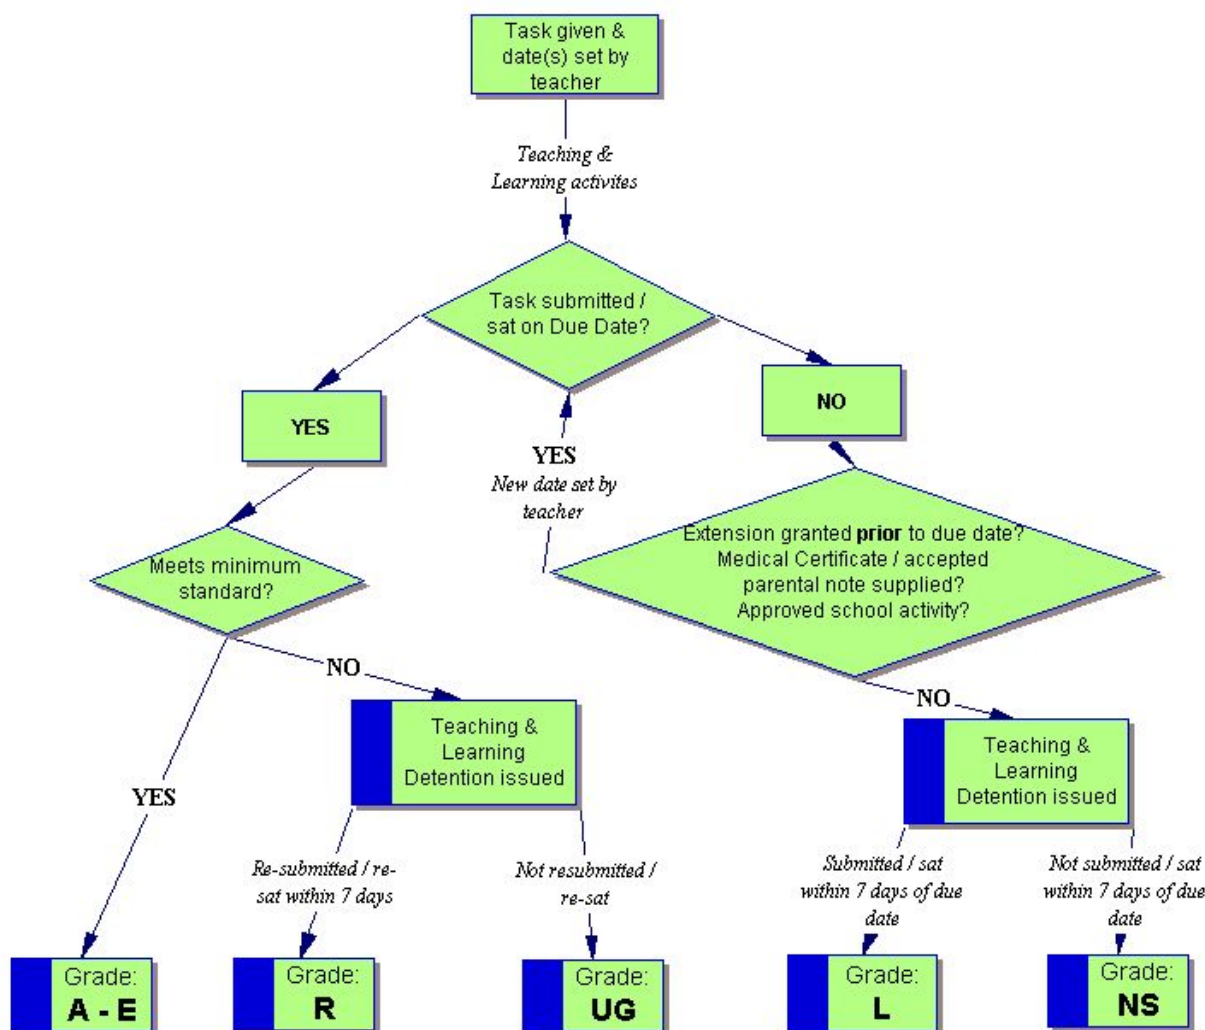 Task given &
date(s) set by
teacher
Teaching &
Learning activites
Task submitted /
sat on Due Date?
YES
NO
YES
New date set by
teacher
Meets minimum
standard?
Extension granted prior to due date?
Medical Certificate / accepted
parental note supplied?
Approved school activity?
NO
Teaching &
Learning
Detention issued
NO
Teaching &
Learning
Detention issued
YES
Re-submitted / re-
sat within 7 days
Not resubmitted /
re-sat
Submitted / sat
within 7 days of due
date
Not submitted / sat
within 7 days of due
date
Grade:
A - E
Grade:
R
Grade:
UG
Grade:
L
Grade:
NS